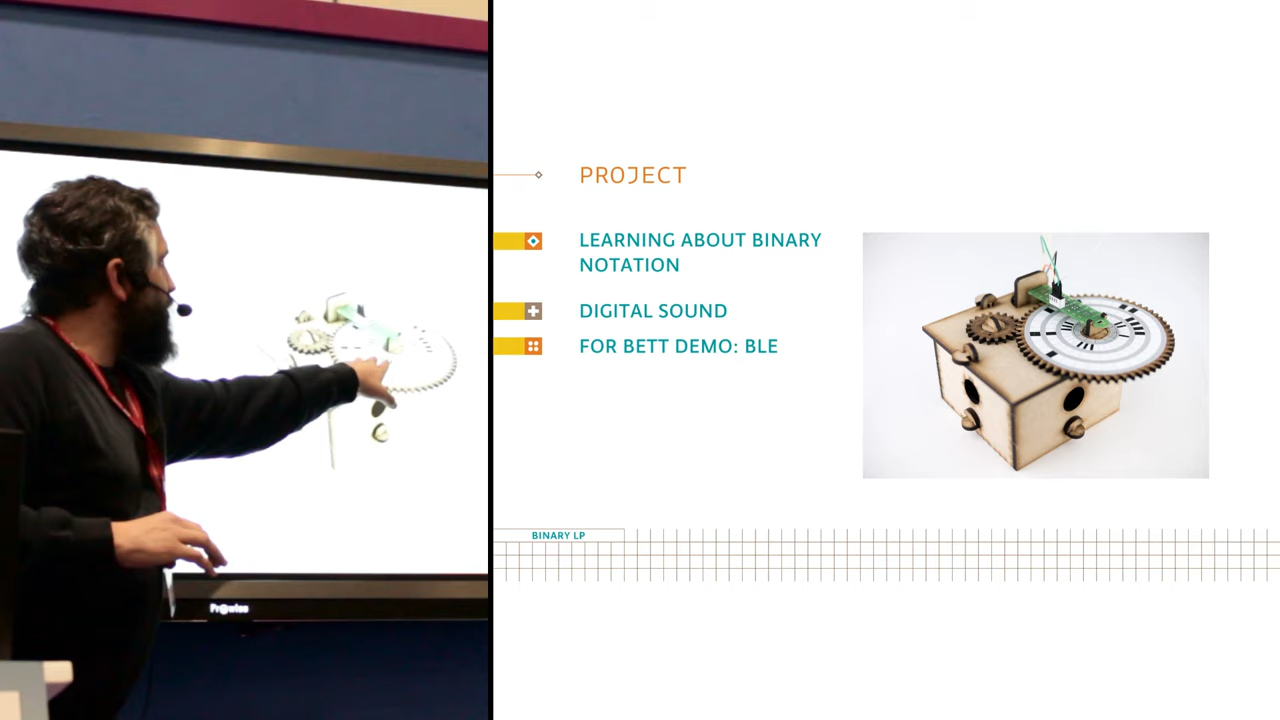 PROJECT
LEARNING ABOUT BINARY
NOTATION
DIGITAL SOUND
FOR BETT DEMO: BLE
BINARY LP
Prowise